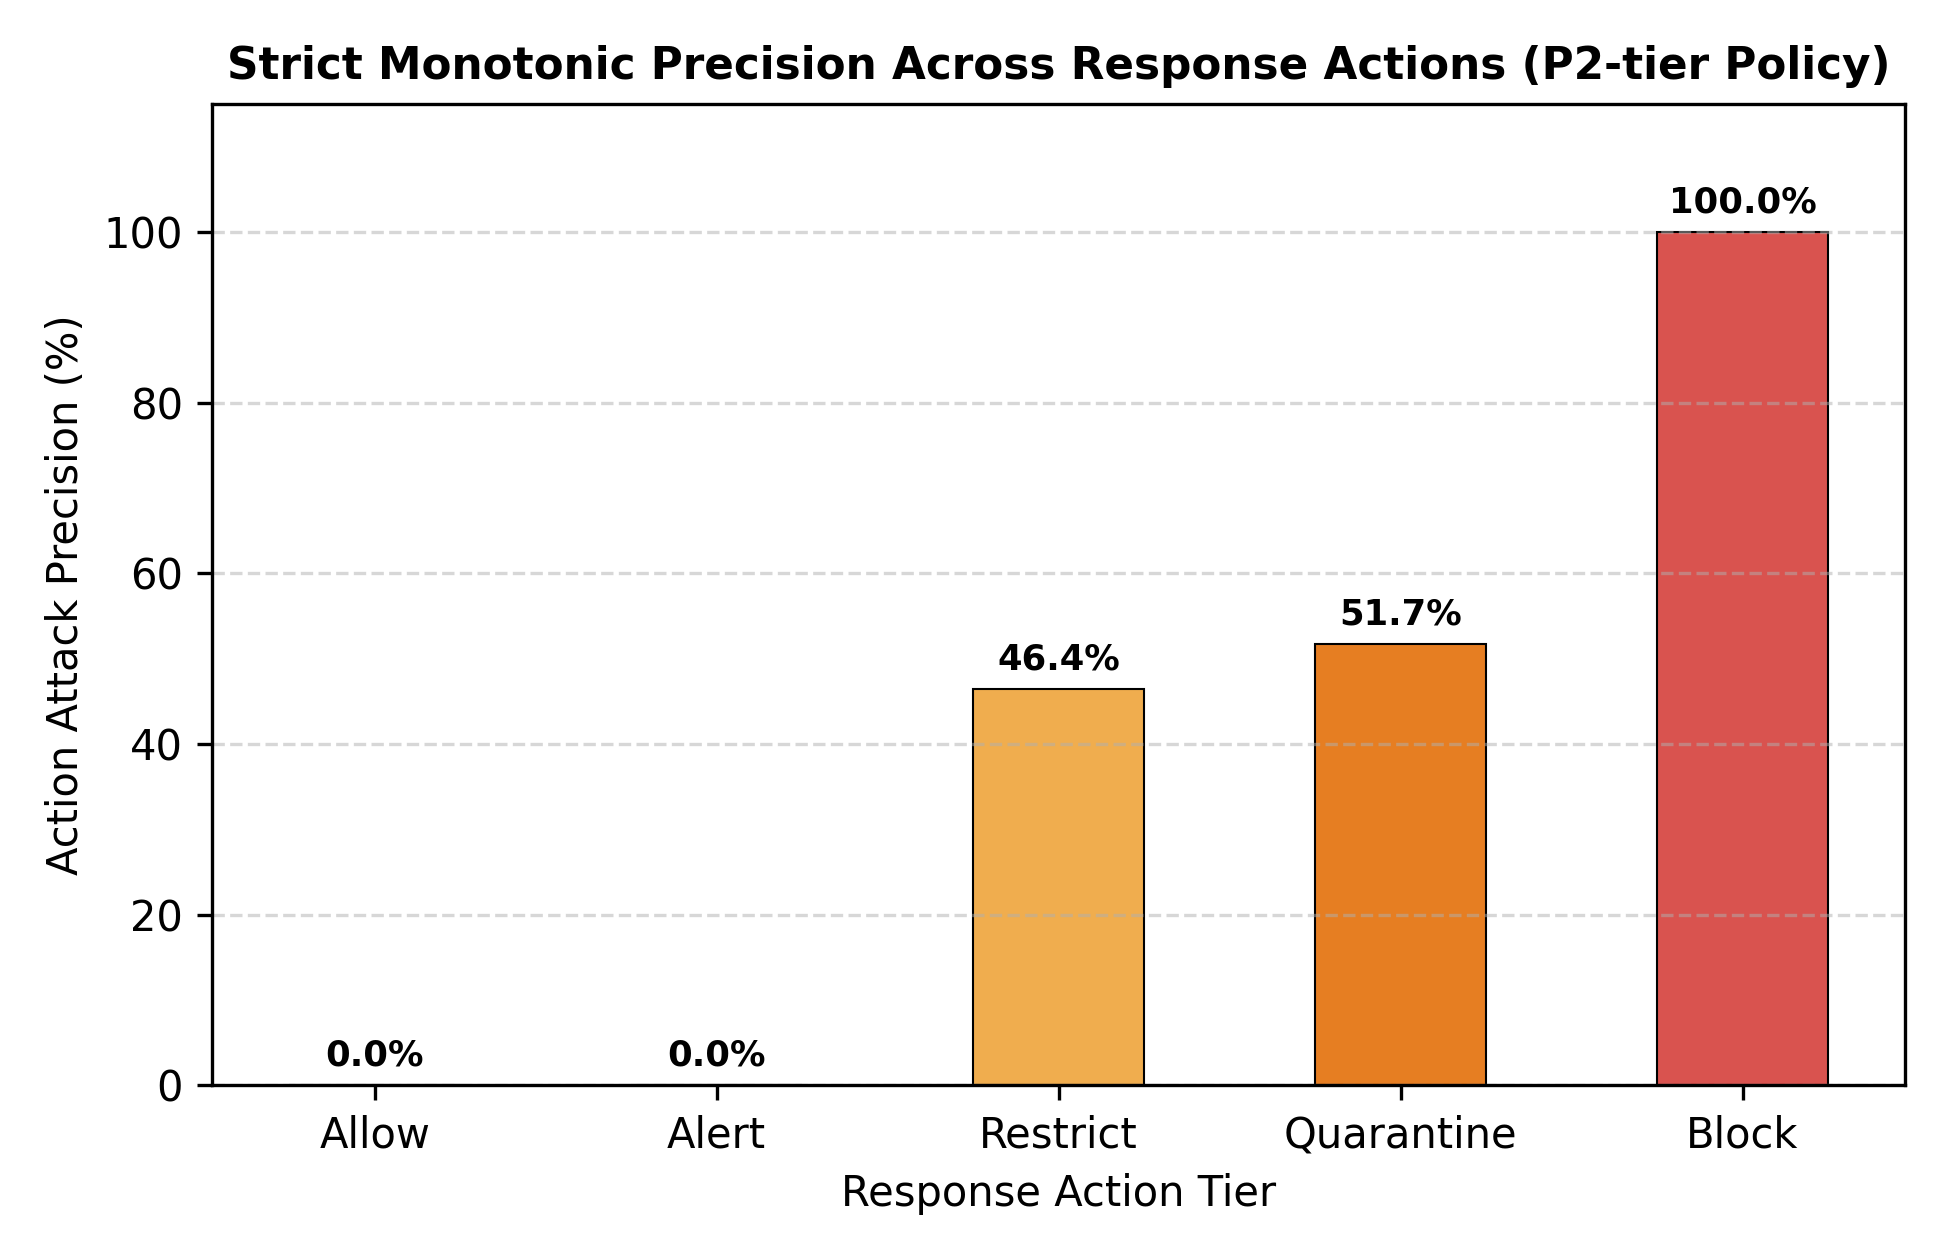 Strict Monotonic Precision Across Response Actions (P2-tier Policy)
Action Attack Precision (%)
100
80
60
40
20
0
0.0%
0.0%
46.4%
51.7%
100.0%
Allow
Alert
Restrict
Quarantine
Block
Response Action Tier